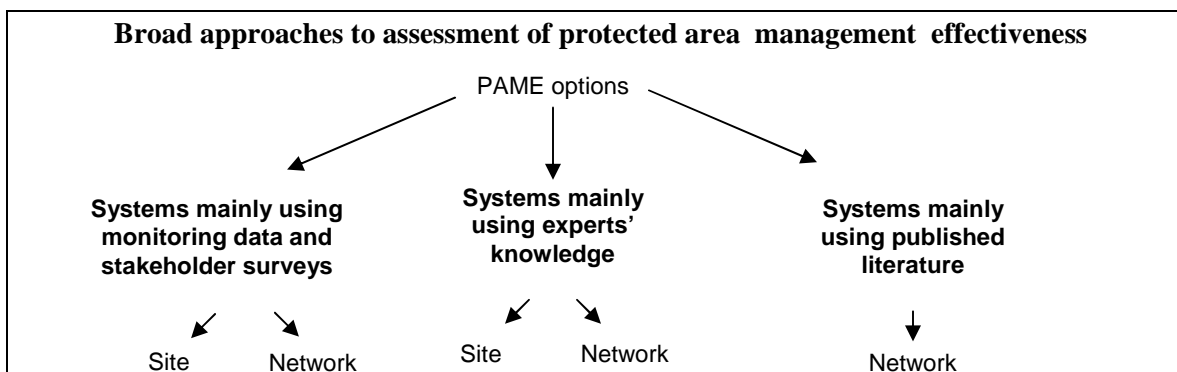 Broad approaches to assessment of protected area management effectiveness
PAME options
Systems mainly using
monitoring data and
stakeholder surveys
Systems mainly
using experts’
knowledge
Systems mainly
using published
literature
Site Network
Site Network
Network